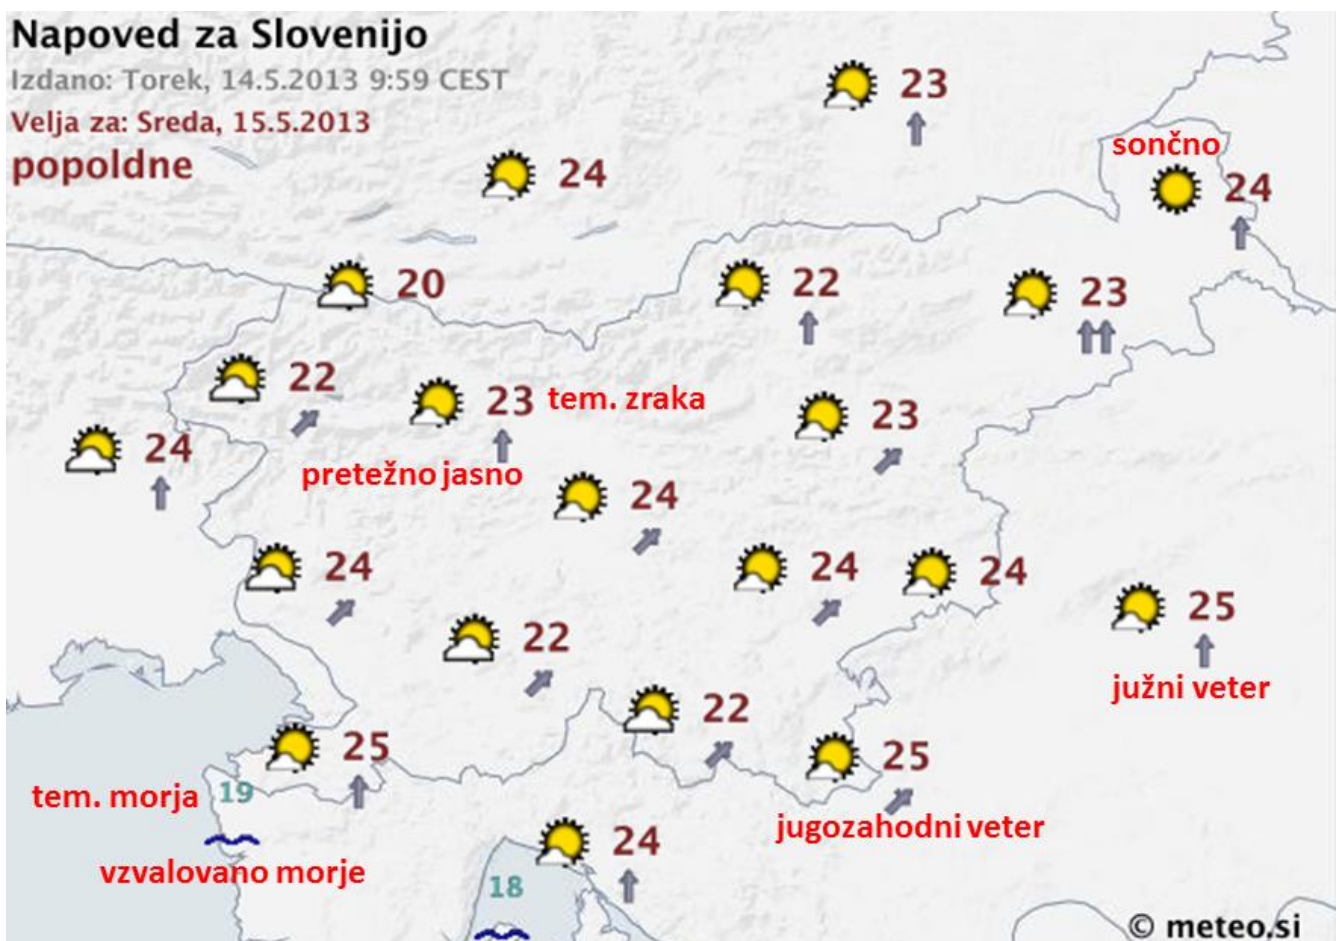 Napoved za Slovenijo
Izdano: Torek, 14.5.2013 9:59 CEST
Velja za: Sreda, 15.5.2013
popoldne
23
sončno
24
24
20
22
23
22
23 tem. zraka
23
24
pretežno jasno
24
24
24
24
25
22
južni veter
22
25
25
tem. morja 19
jugozahodni veter
24
vzvalovano morje
18
© meteo.si